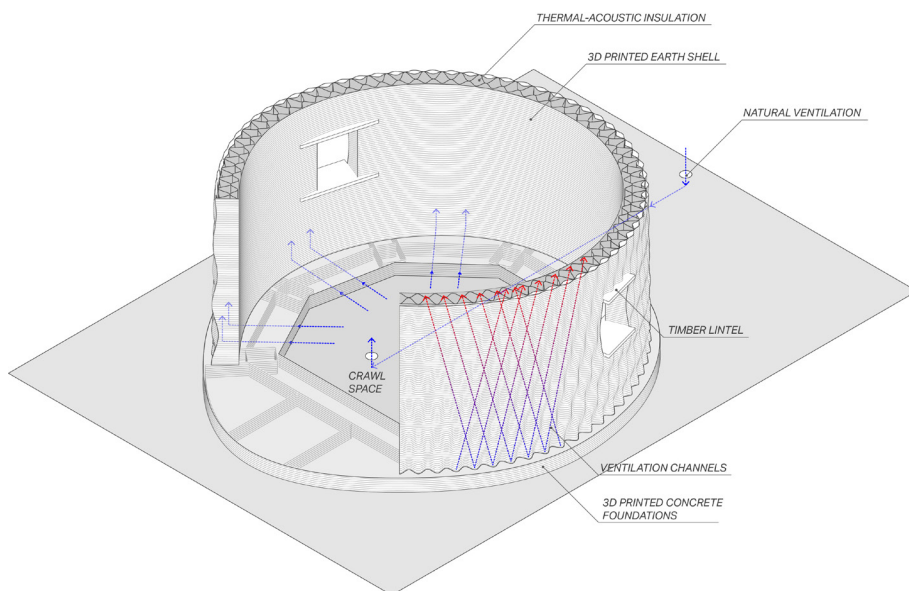 THERMAL-ACOUSTIC INSULATION
3D PRINTED EARTH SHELL
NATURAL VENTILATION
TIMBER LINTEL
CRAWL
SPACE
VENTILATION CHANNELS
3D PRINTED CONCRETE
FOUNDATIONS